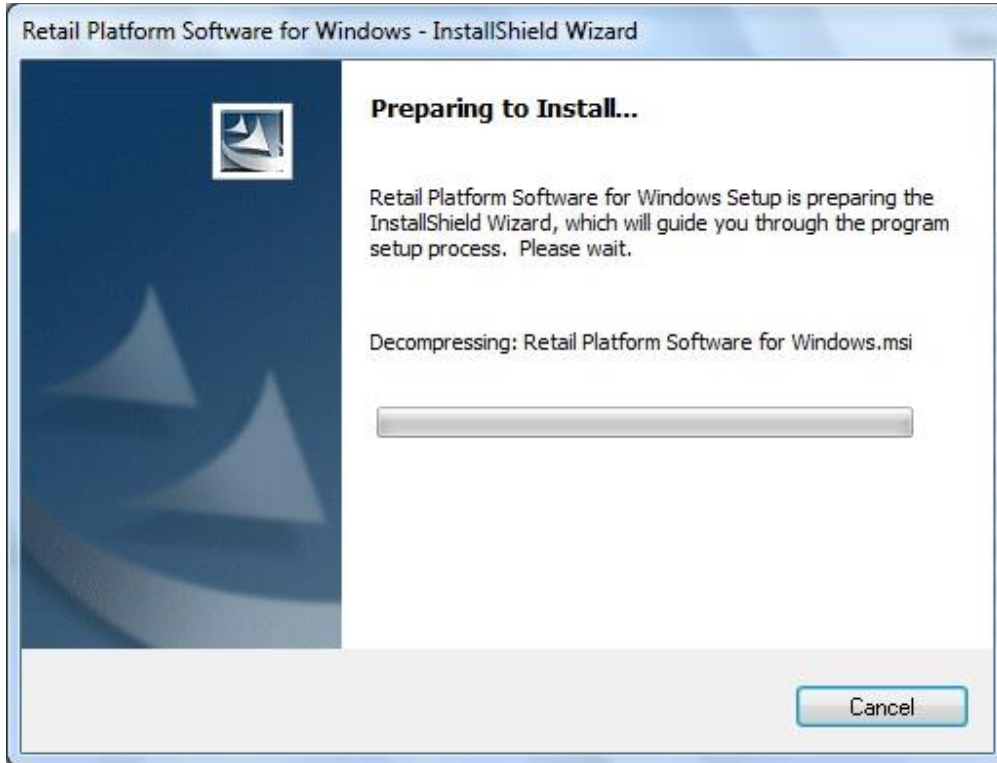 Retail Platform Software for Windows - InstallShield Wizard
Preparing to Install...
Retail Platform Software for Windows Setup is preparing the
InstallShield Wizard, which will guide you through the program
setup process.  Please wait.
Decompressing: Retail Platform Software for Windows.msi
Cancel